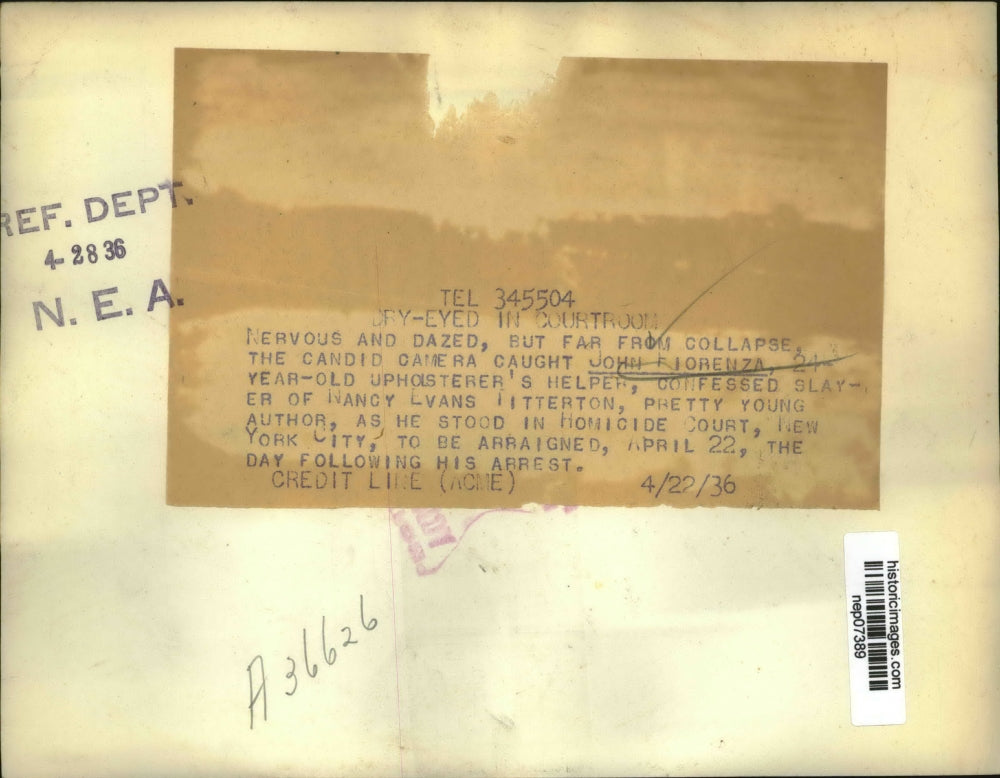 REF. DEPT.
4-28 36
N. E. A.
TEL 345504
DRY-EYED IN COURTROOM
NERVOUS AND DAZED, BUT FAR FROM COLLAPSE,
THE CANDID CAMERA CAUGHT JOHN FIORENZA, 24-
YEAR-OLD UPHOLSTERER'S HELPER, CONFESSED SLAY-
ER OF NANCY EVANS TITTERTON, PRETTY YOUNG
AUTHOR, AS HE STOOD IN HOMICIDE COURT, NEW
YORK CITY, TO BE ARRAIGNED, APRIL 22, THE
DAY FOLLOWING HIS ARREST.
CREDIT LINE (ACME) 4/22/36
A 36626
historicimages.com
nep07389